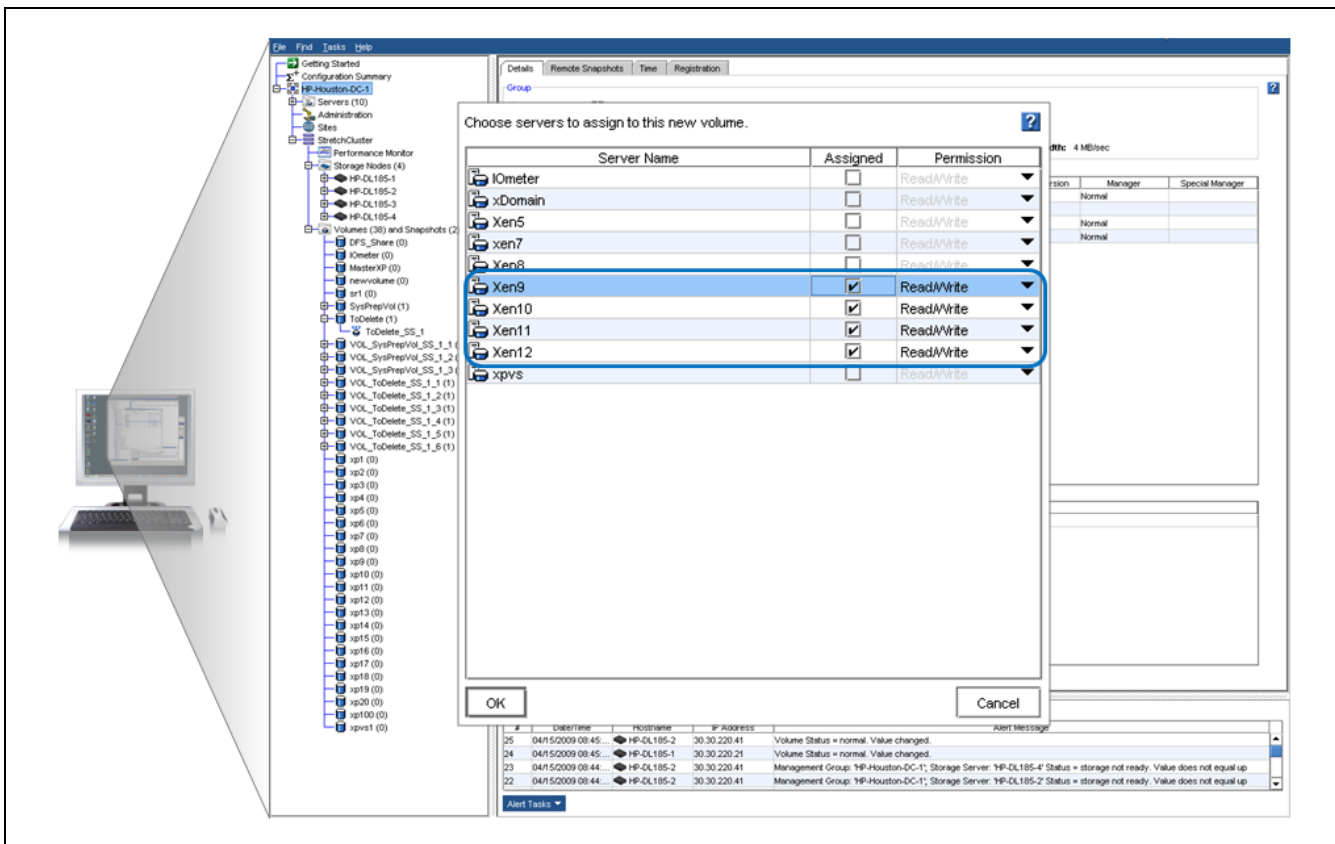 File Find Tasks Help
Getting Started
Configuration Summary
HP-Houston-DC-1
Servers (10)
Administration
Sites
StretchCluster
Performance Monitor
Storage Nodes (4)
HP-DL185-1
HP-DL185-2
HP-DL185-3
HP-DL185-4
Volumes (38) and Snapshots (2
DFS_Share (0)
IOmeter (0)
MasterXP (0)
newvolume (0)
sr1 (0)
SysPrepVol (1)
ToDelete (1)
ToDelete_SS_1
VOL_SysPrepVol_SS_1_1 (
VOL_SysPrepVol_SS_1_2 (
VOL_SysPrepVol_SS_1_3 (
VOL_ToDelete_SS_1_1 (1)
VOL_ToDelete_SS_1_2 (1)
VOL_ToDelete_SS_1_3 (1)
VOL_ToDelete_SS_1_4 (1)
VOL_ToDelete_SS_1_5 (1)
VOL_ToDelete_SS_1_6 (1)
xp1 (0)
xp2 (0)
xp3 (0)
xp4 (0)
xp5 (0)
xp6 (0)
xp7 (0)
xp8 (0)
xp9 (0)
xp10 (0)
xp11 (0)
xp12 (0)
xp13 (0)
xp14 (0)
xp15 (0)
xp16 (0)
xp17 (0)
xp18 (0)
xp19 (0)
xp20 (0)
xp100 (0)
xpvs1 (0)
Details Remote Snapshots Time Registration
Group
dth: 4 MB/sec
rsion Manager Special Manager
Normal
Normal
Normal
Choose servers to assign to this new volume.
Server Name Assigned Permission
IOmeter Read/Write
xDomain Read/Write
Xen5 Read/Write
xen7 Read/Write
Xen8 Read/Write
Xen9 Read/Write
Xen10 Read/Write
Xen11 Read/Write
Xen12 Read/Write
xpvs Read/Write
OK Cancel
# Date/Time Hostname IP Address Alert Message
25 04/15/2009 08:45:... HP-DL185-2 30.30.220.41 Volume Status = normal. Value changed.
24 04/15/2009 08:45:... HP-DL185-1 30.30.220.21 Volume Status = normal. Value changed.
23 04/15/2009 08:44:... HP-DL185-2 30.30.220.41 Management Group: 'HP-Houston-DC-1'; Storage Server: 'HP-DL185-4' Status = storage not ready. Value does not equal up
22 04/15/2009 08:44:... HP-DL185-2 30.30.220.41 Management Group: 'HP-Houston-DC-1'; Storage Server: 'HP-DL185-2' Status = storage not ready. Value does not equal up
Alert Tasks